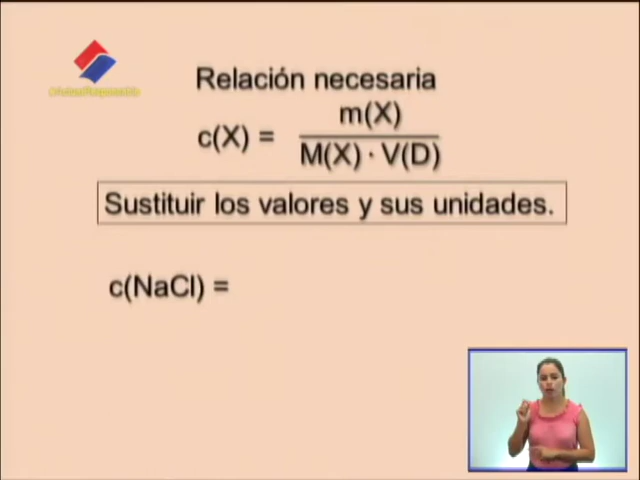 Relación necesaria
c(X) = m(X)
M(X) · V(D)
Sustituir los valores y sus unidades.
c(NaCl) =